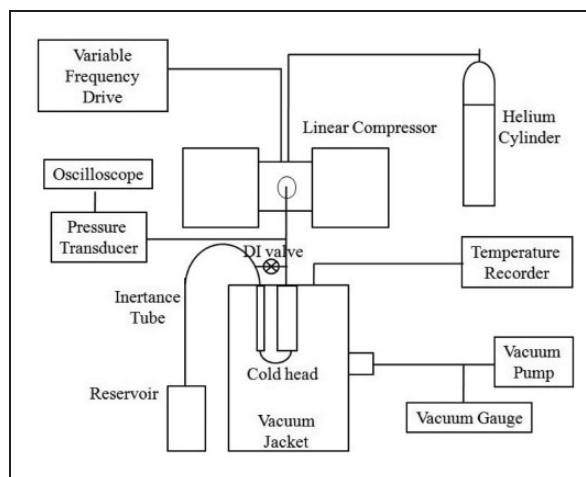 Variable
Frequency
Drive
Linear Compressor
Helium
Cylinder
Oscilloscope
Pressure
Transducer
DI valve
Temperature
Recorder
Inertance
Tube
Reservoir
Cold head
Vacuum
Jacket
Vacuum
Pump
Vacuum Gauge